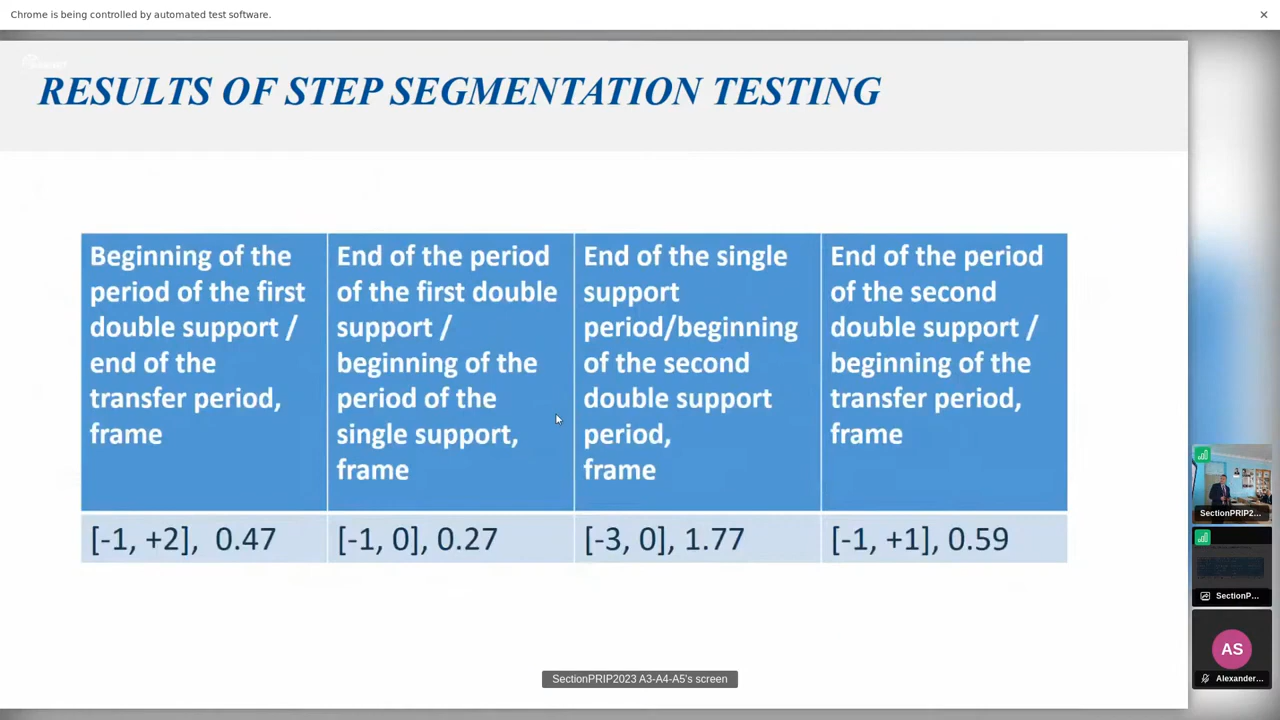 Chrome is being controlled by automated test software.
RESULTS OF STEP SEGMENTATION TESTING
Beginning of the
period of the first
double support /
end of the
transfer period,
frame
End of the period
of the first double
support /
beginning of the
period of the
single support,
frame
End of the single
support
period/beginning
of the second
double support
period,
frame
End of the period
of the second
double support /
beginning of the
transfer period,
frame
[-1, +2], 0.47
[-1, 0], 0.27
[-3, 0], 1.77
[-1, +1], 0.59
SectionPRIP2...
SectionP...
AS
Alexander...
SectionPRIP2023 A3-A4-A5's screen